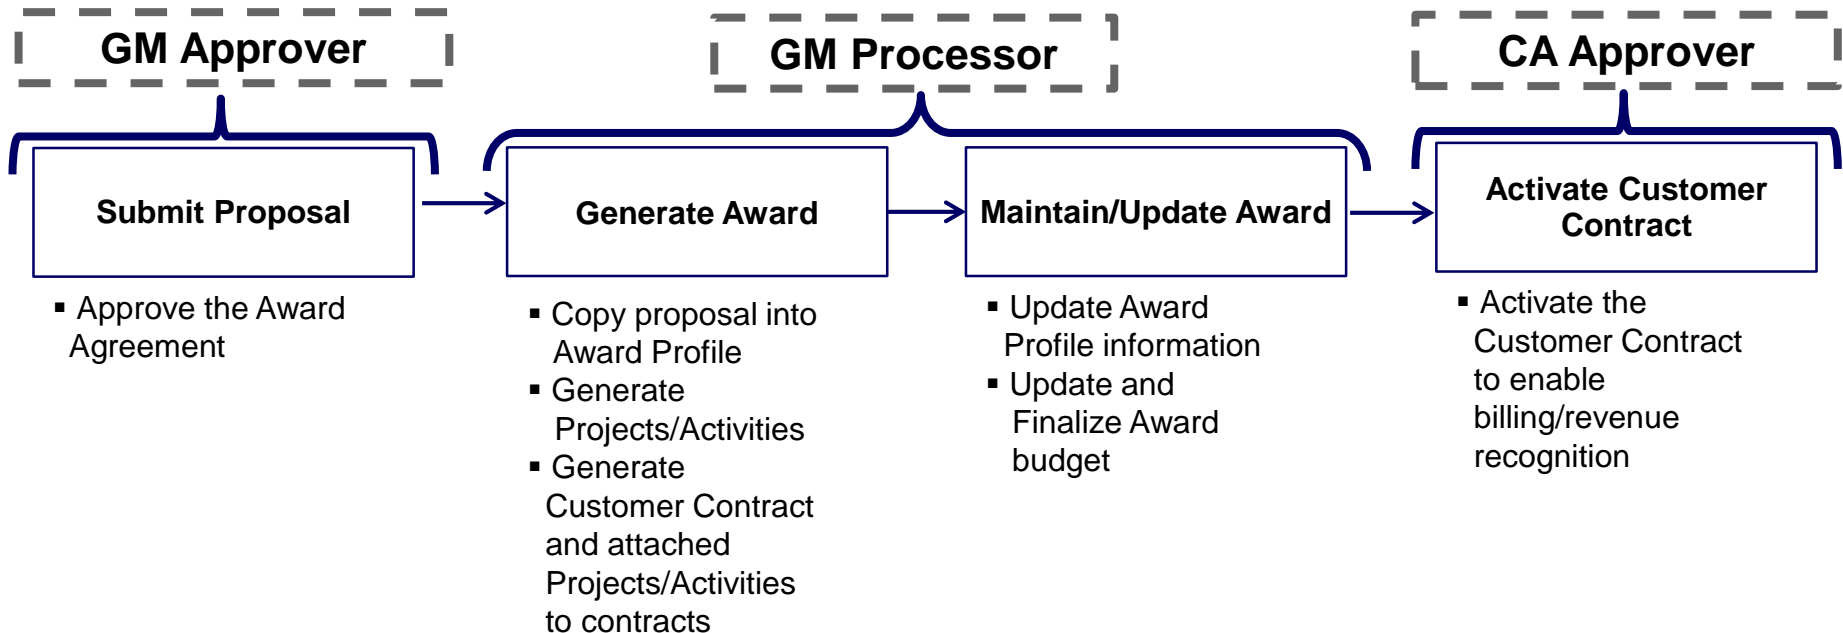 GM Approver
GM Processor
CA Approver
Submit Proposal
Generate Award
Maintain/Update Award
Activate Customer
Contract
▪ Approve the Award
Agreement
▪ Copy proposal into
Award Profile
▪ Generate
Projects/Activities
▪ Generate
Customer Contract
and attached
Projects/Activities
to contracts
▪ Update Award
Profile information
▪ Update and
Finalize Award
budget
▪ Activate the
Customer Contract
to enable
billing/revenue
recognition